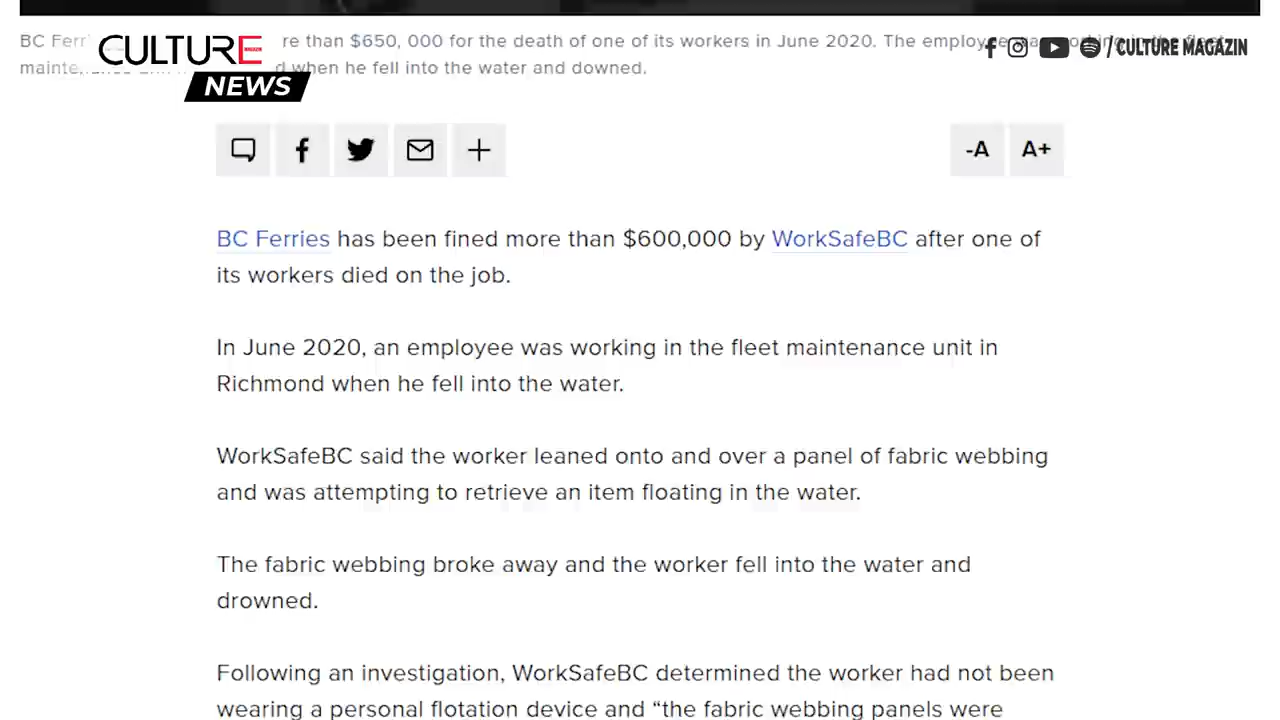 BC Ferr
re than $650, 000 for the death of one of its workers in June 2020. The employ
mainte
d when he fell into the water and downed.
CULTURE
NEWS
/ CULTURE MAGAZIN
-A A+
BC Ferries has been fined more than $600,000 by WorkSafeBC after one of
its workers died on the job.
In June 2020, an employee was working in the fleet maintenance unit in
Richmond when he fell into the water.
WorkSafeBC said the worker leaned onto and over a panel of fabric webbing
and was attempting to retrieve an item floating in the water.
The fabric webbing broke away and the worker fell into the water and
drowned.
Following an investigation, WorkSafeBC determined the worker had not been
wearing a personal flotation device and “the fabric webbing panels were